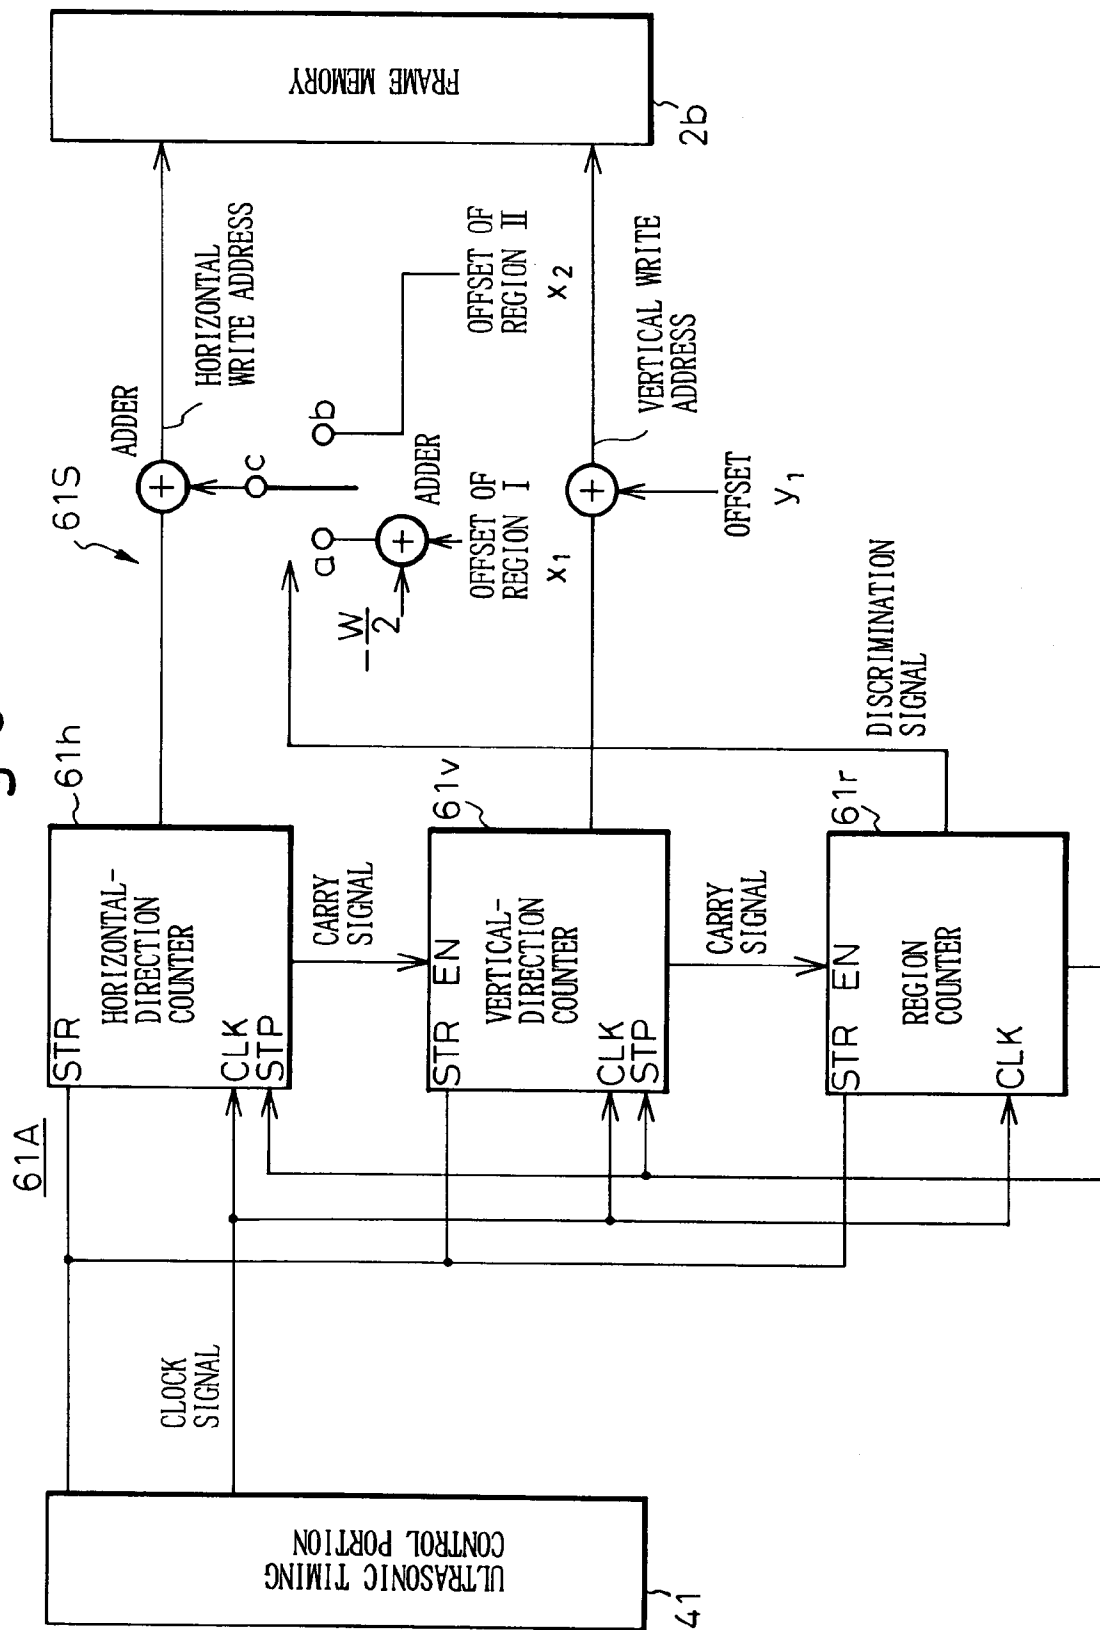 61A
ULTRASONIC TIMING
CONTROL PORTION
41
CLOCK
SIGNAL
STR
HORIZONTAL-
DIRECTION
COUNTER
CLK
STP
61h
CARRY
SIGNAL
STR EN
VERTICAL-
DIRECTION
COUNTER
CLK
STP
61v
CARRY
SIGNAL
STR EN
REGION
COUNTER
CLK
61r
DISCRIMINATION
SIGNAL
61S
ADDER
+
HORIZONTAL
WRITE ADDRESS
c
a
b
-W/2
+
ADDER
OFFSET OF
REGION I
x1
OFFSET OF
REGION II
x2
+
OFFSET
y1
VERTICAL WRITE
ADDRESS
FRAME MEMORY
2b